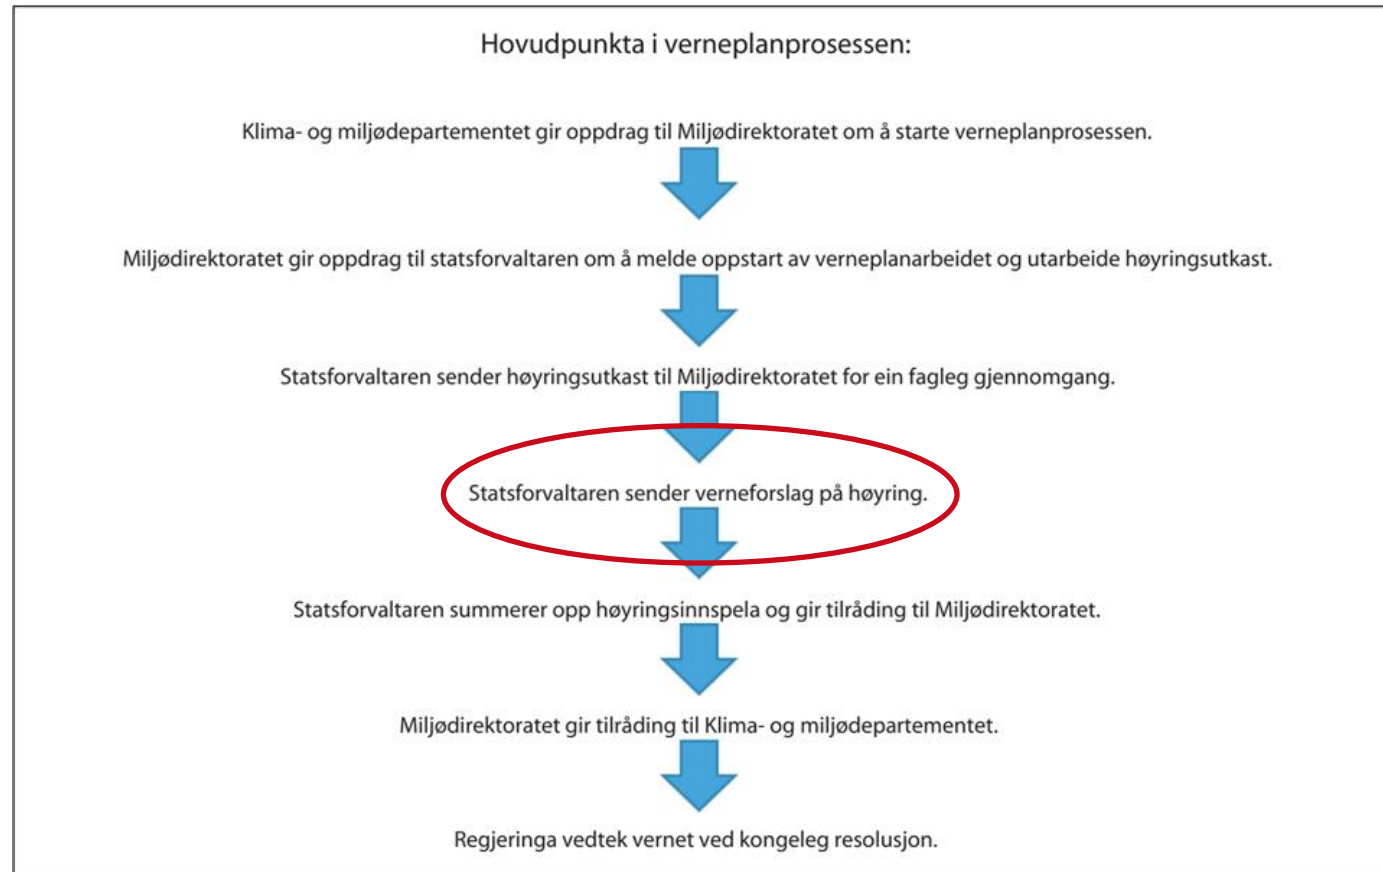 Hovudpunkta i verneplanprosessen:
Klima- og miljødepartementet gir oppdrag til Miljødirektoratet om å starte verneplanprosessen.
Miljødirektoratet gir oppdrag til statsforvaltaren om å melde oppstart av verneplanarbeidet og utarbeide høyringsutkast.
Statsforvaltaren sender høyringsutkast til Miljødirektoratet for ein fagleg gjennomgang.
Statsforvaltaren sender verneforslag på høyring.
Statsforvaltaren summerer opp høyringsinnspela og gir tilråding til Miljødirektoratet.
Miljødirektoratet gir tilråding til Klima- og miljødepartementet.
Regjeringa vedtek vernet ved kongeleg resolusjon.